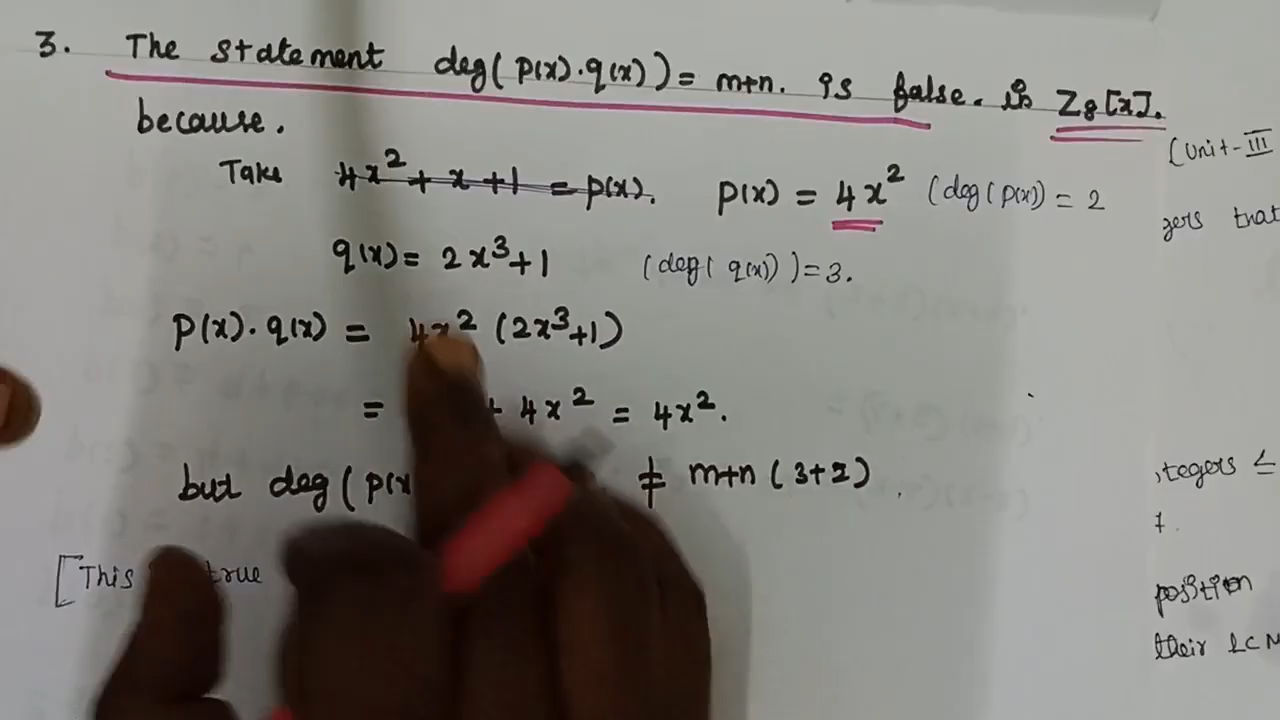 3. The statement deg(p(x)·q(x)) = m+n. is false. in Z8[x].
because.
[Unit-III
Take 4x² + x + 1 = p(x). p(x) = 4x² (deg(p(x)) = 2
gers that
q(x) = 2x³+1 (deg(q(x))) = 3.
p(x)·q(x) = 4x² (2x³+1)
= + 4x² = 4x².
tegers ≤
but deg(p(x ≠ m+n (3+2).
[This true
position
their LCM